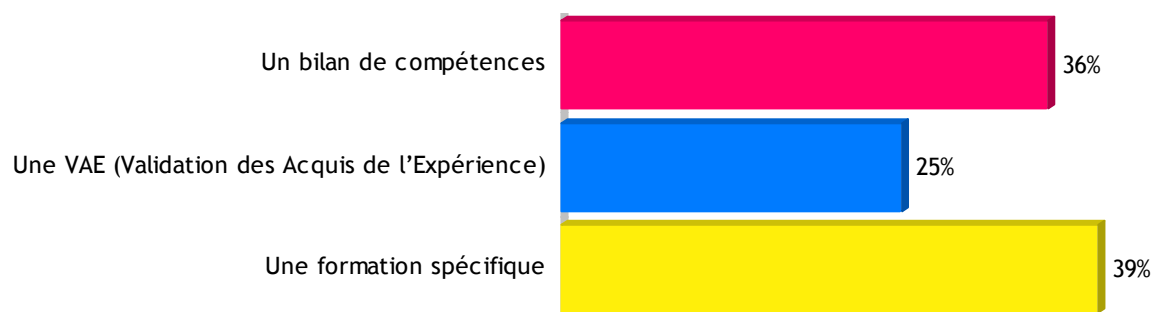 Un bilan de compétences
36%
Une VAE (Validation des Acquis de l’Expérience)
25%
Une formation spécifique
39%